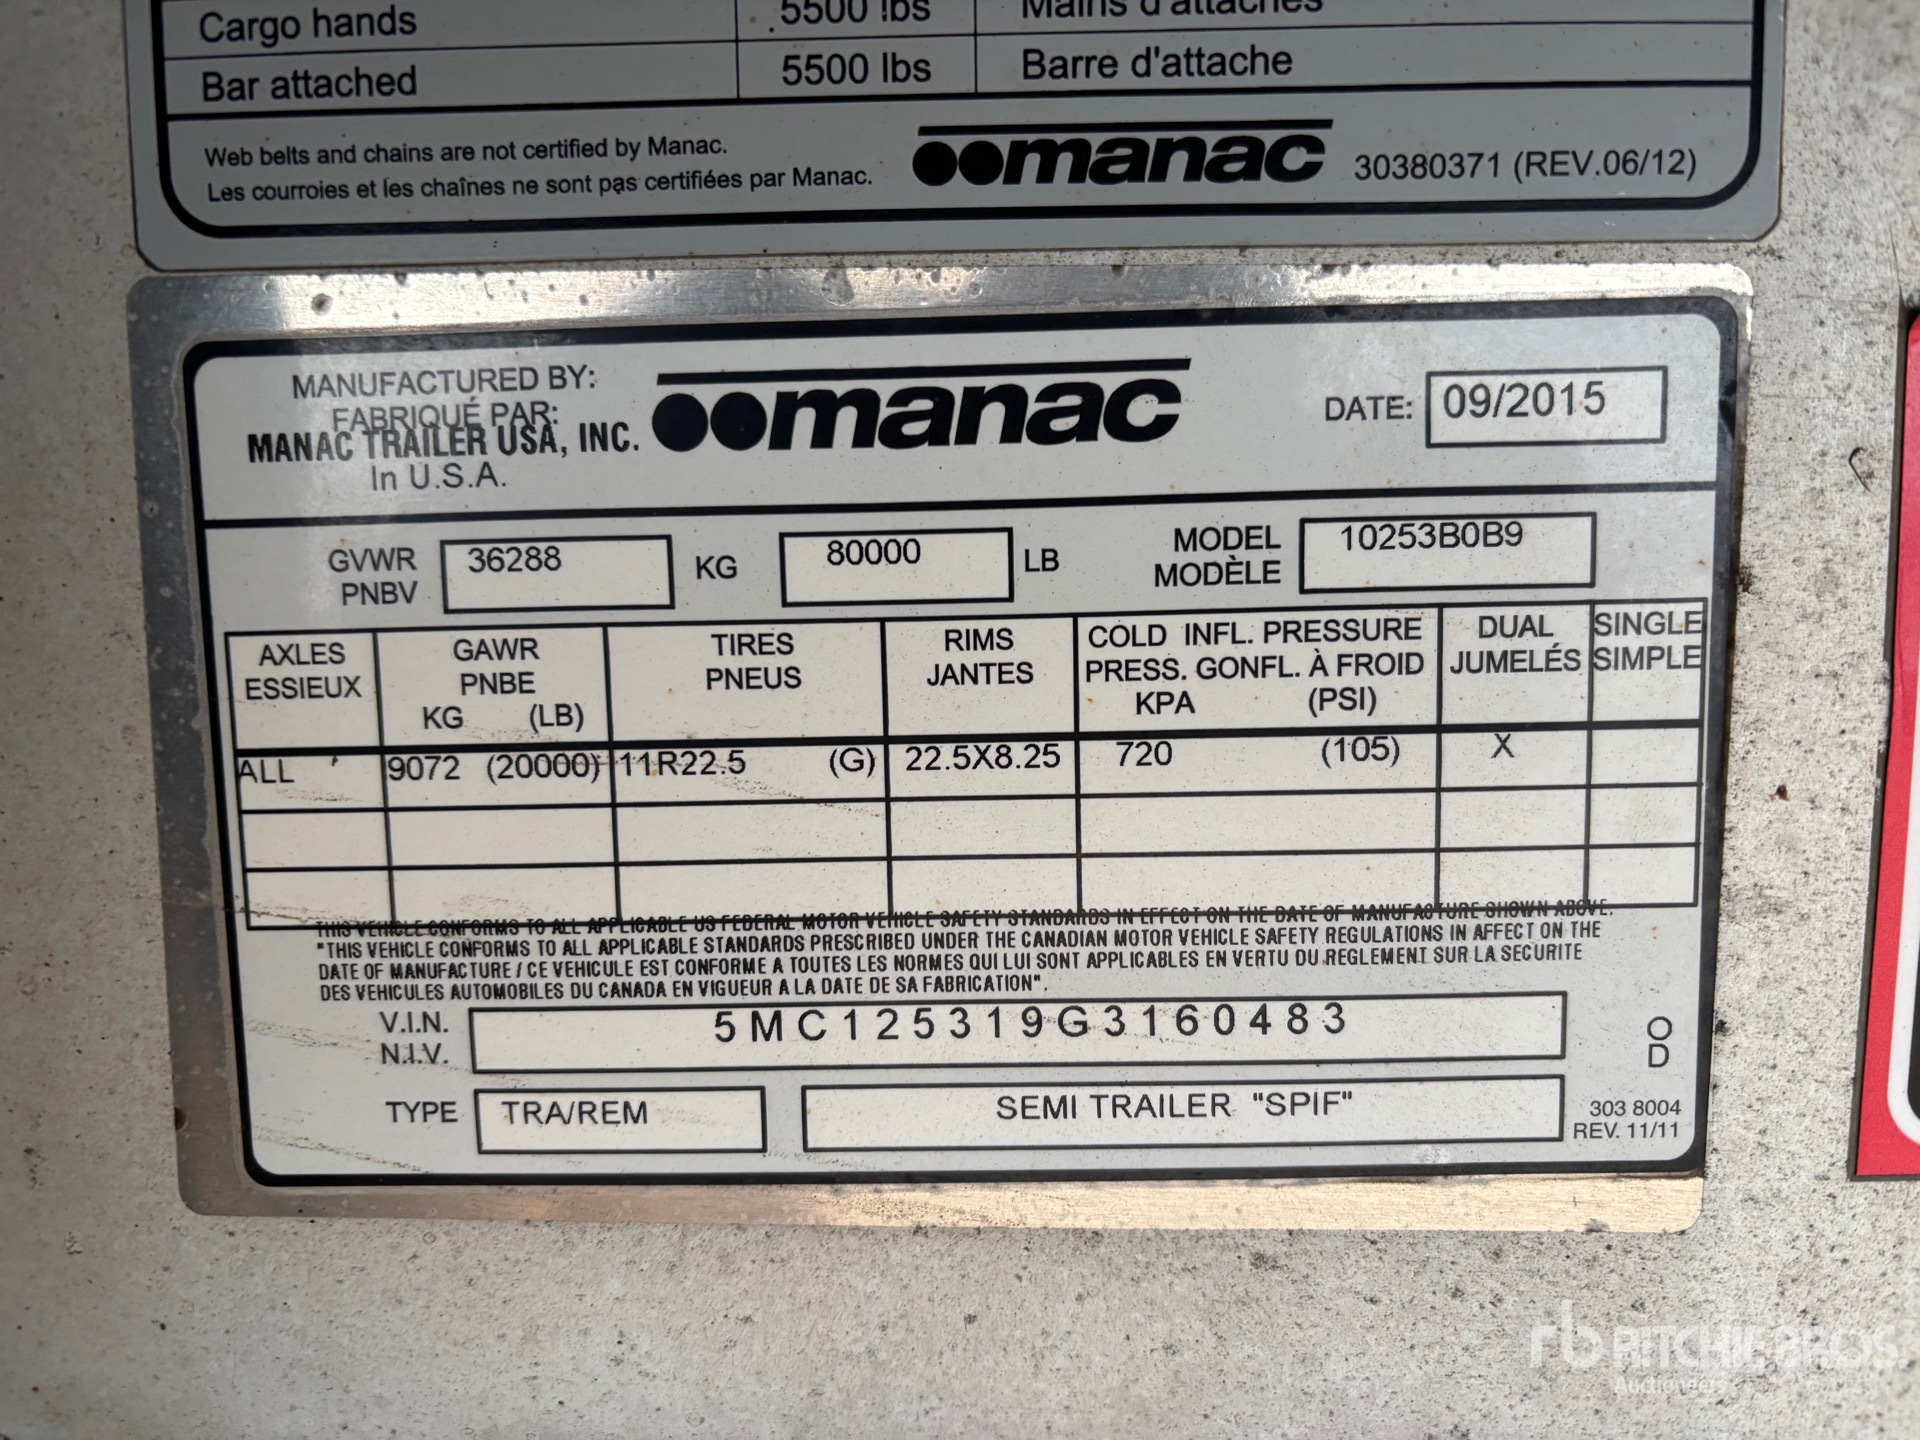 Cargo hands 5500 lbs Mains d'attaches
Bar attached 5500 lbs Barre d'attache
Web belts and chains are not certified by Manac.
Les courroies et les chaînes ne sont pas certifiées par Manac.
manac 30380371 (REV.06/12)
MANUFACTURED BY:
FABRIQUÉ PAR:
MANAC TRAILER USA, INC.
In U.S.A.
manac
DATE: 09/2015
GVWR
PNBV
36288 KG 80000 LB
MODEL
MODÈLE
10253B0B9
AXLES
ESSIEUX
GAWR
PNBE
KG (LB)
TIRES
PNEUS
RIMS
JANTES
COLD INFL. PRESSURE
PRESS. GONFL. À FROID
KPA (PSI)
DUAL
JUMELÉS
SINGLE
SIMPLE
ALL 9072 (20000) 11R22.5 (G) 22.5X8.25 720 (105) X
THIS VEHICLE CONFORMS TO ALL APPLICABLE US FEDERAL MOTOR VEHICLE SAFETY STANDARDS IN EFFECT ON THE DATE OF MANUFACTURE SHOWN ABOVE.
"THIS VEHICLE CONFORMS TO ALL APPLICABLE STANDARDS PRESCRIBED UNDER THE CANADIAN MOTOR VEHICLE SAFETY REGULATIONS IN AFFECT ON THE
DATE OF MANUFACTURE / CE VEHICULE EST CONFORME A TOUTES LES NORMES QUI LUI SONT APPLICABLES EN VERTU DU REGLEMENT SUR LA SECURITE
DES VEHICULES AUTOMOBILES DU CANADA EN VIGUEUR A LA DATE DE SA FABRICATION".
V.I.N.
N.I.V.
5MC125319G3160483
O
D
TYPE TRA/REM SEMI TRAILER "SPIF"
303 8004
REV. 11/11
rb RITCHIE BROS.
Auctioneers